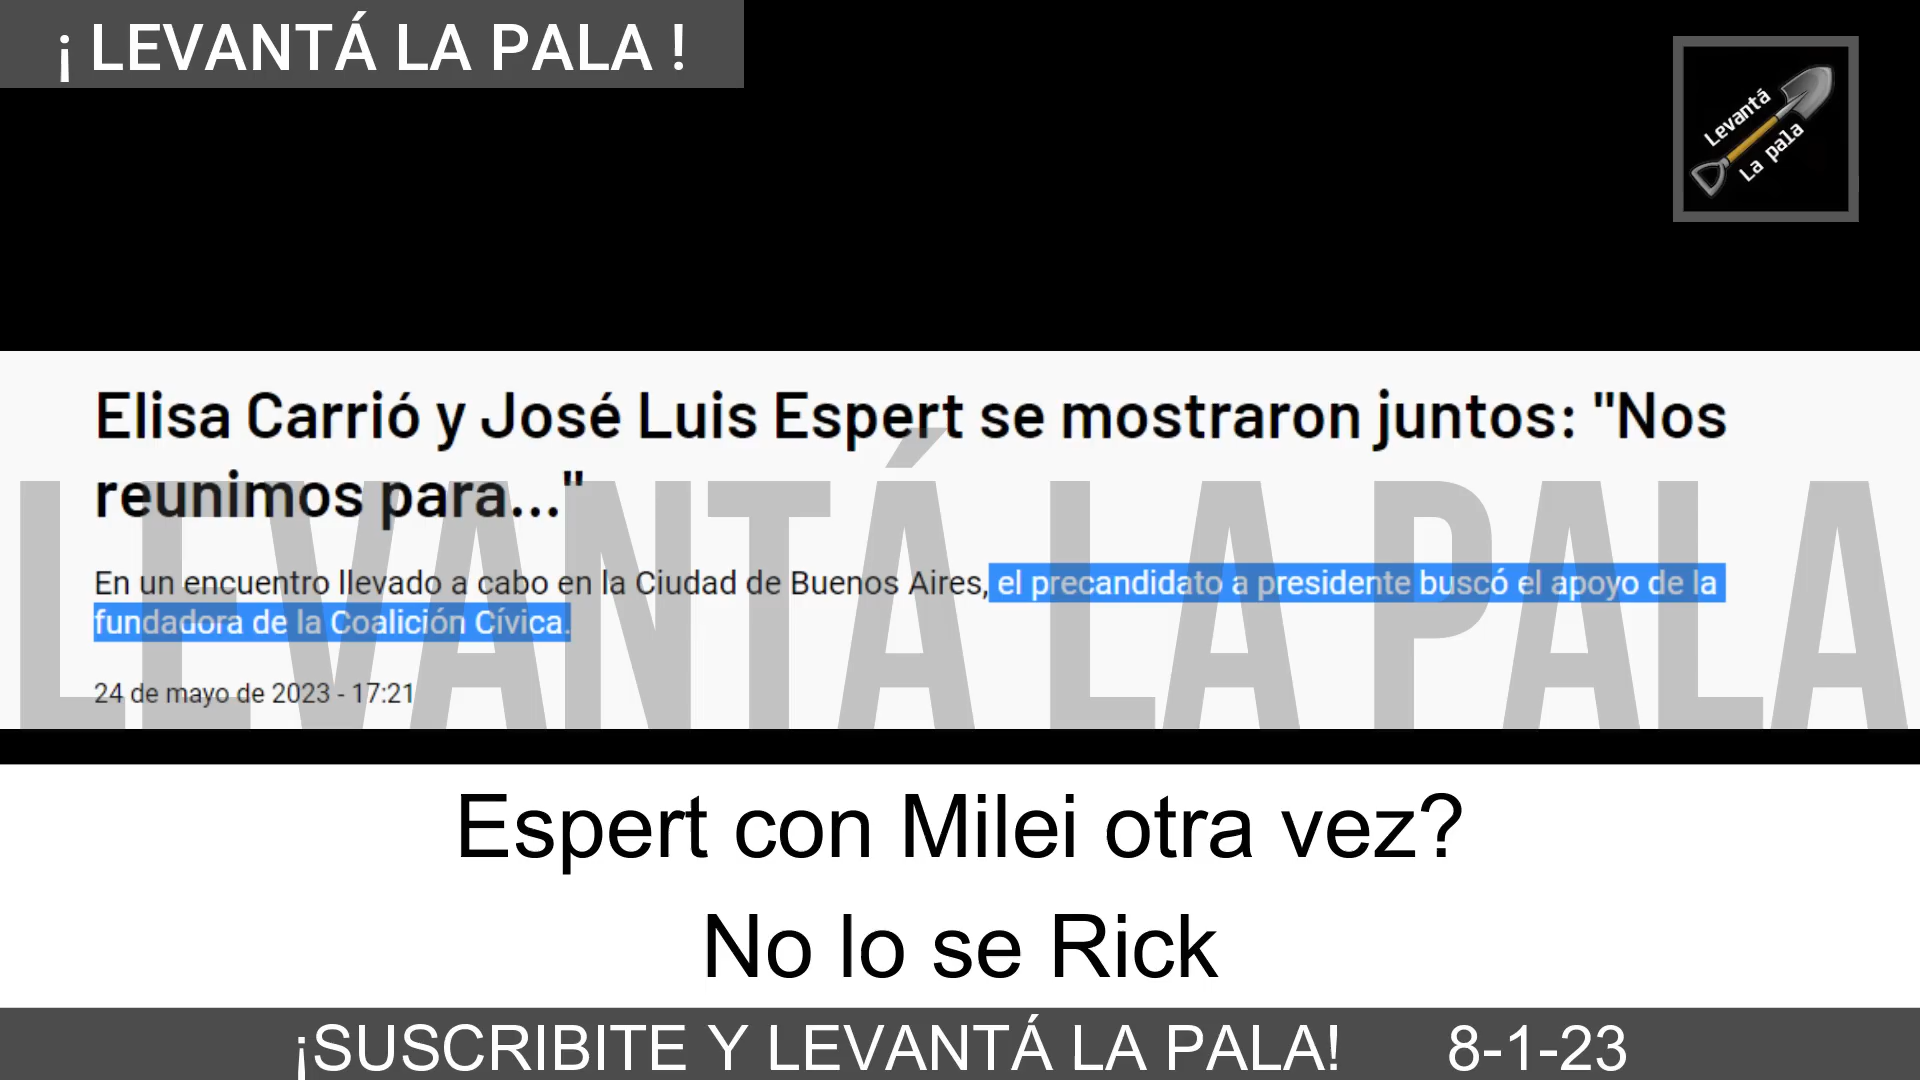 ¡ LEVANTÁ LA PALA !
Levantá
La pala
Elisa Carrió y José Luis Espert se mostraron juntos: "Nos
reunimos para..."
En un encuentro llevado a cabo en la Ciudad de Buenos Aires, el precandidato a presidente buscó el apoyo de la
fundadora de la Coalición Cívica.
24 de mayo de 2023 - 17:21
LEVANTÁ LA PALA
Espert con Milei otra vez?
No lo se Rick
¡SUSCRIBITE Y LEVANTÁ LA PALA! 8-1-23